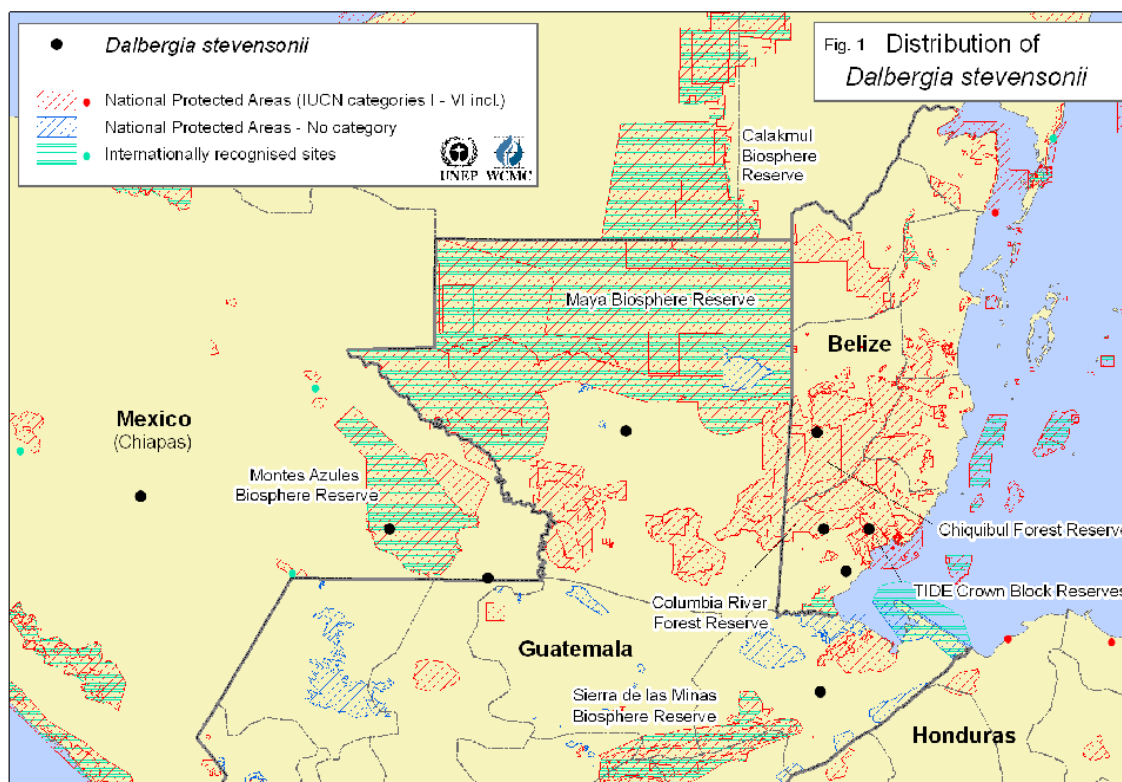 Dalbergia stevensonii
National Protected Areas (IUCN categories I - VI incl.)
National Protected Areas - No category
Internationally recognised sites
UNEP WCMC
Fig. 1 Distribution of
Dalbergia stevensonii
Calakmul
Biosphere
Reserve
Maya Biosphere Reserve
Belize
Mexico
(Chiapas)
Montes Azules
Biosphere Reserve
Chiquibul Forest Reserve
TIDE Crown Block Reserves
Columbia River
Forest Reserve
Guatemala
Sierra de las Minas
Biosphere Reserve
Honduras